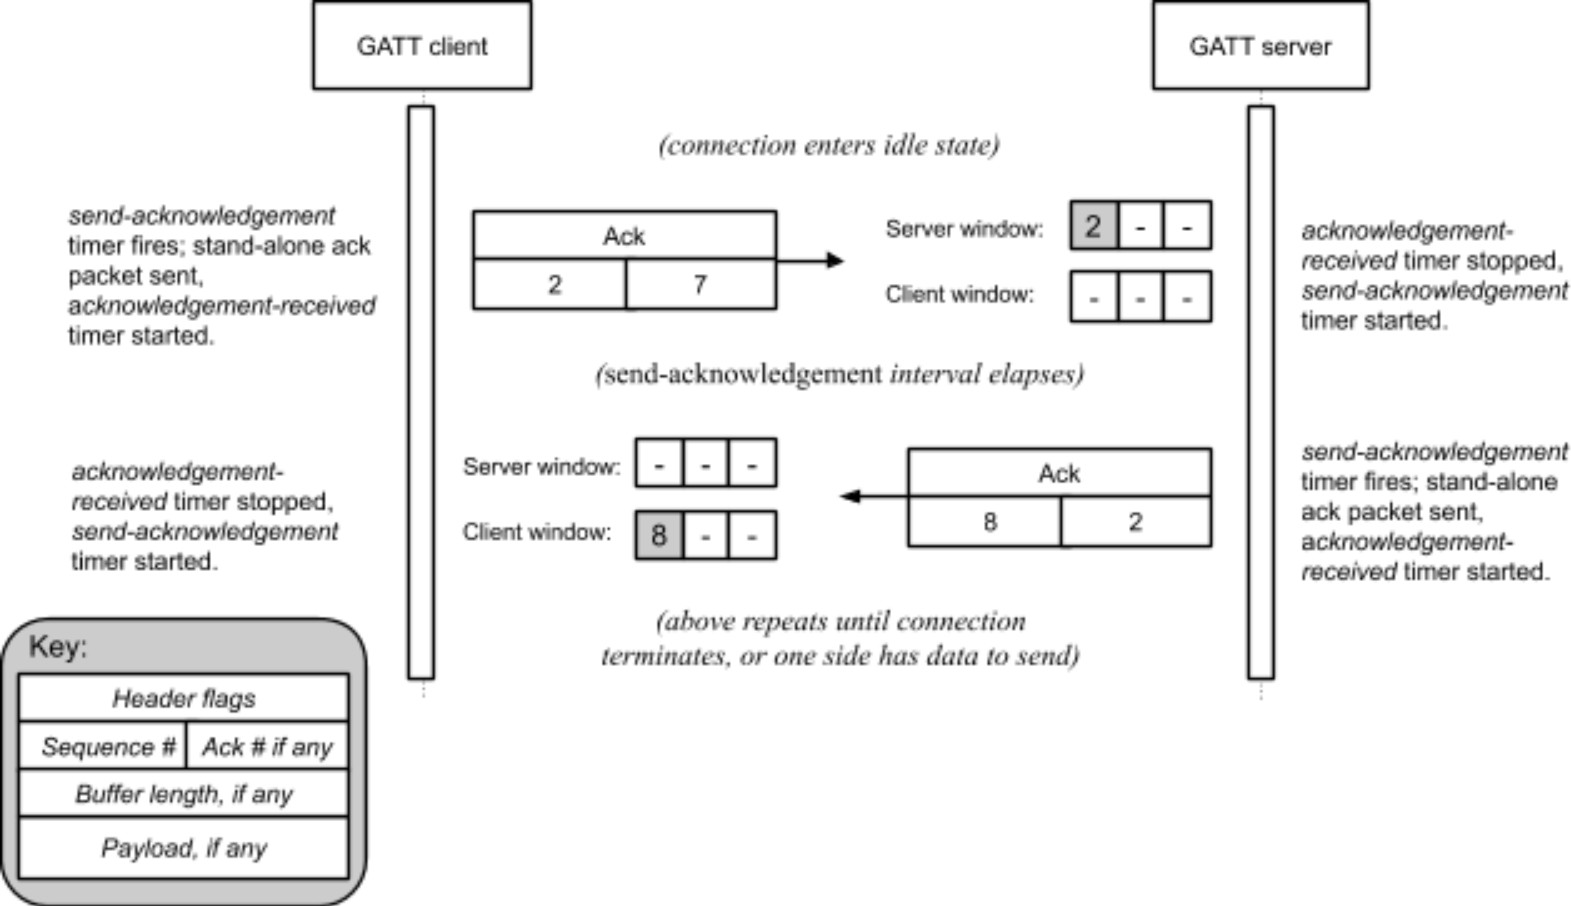 GATT client
GATT server
(connection enters idle state)
send-acknowledgement
timer fires; stand-alone ack
packet sent,
acknowledgement-received
timer started.
Ack
2
7
Server window:
2 - -
Client window:
- - -
acknowledgement-
received timer stopped,
send-acknowledgement
timer started.
(send-acknowledgement interval elapses)
acknowledgement-
received timer stopped,
send-acknowledgement
timer started.
Server window:
- - -
Client window:
8 - -
Ack
8
2
send-acknowledgement
timer fires; stand-alone
ack packet sent,
acknowledgement-
received timer started.
(above repeats until connection
terminates, or one side has data to send)
Key:
Header flags
Sequence #
Ack # if any
Buffer length, if any
Payload, if any